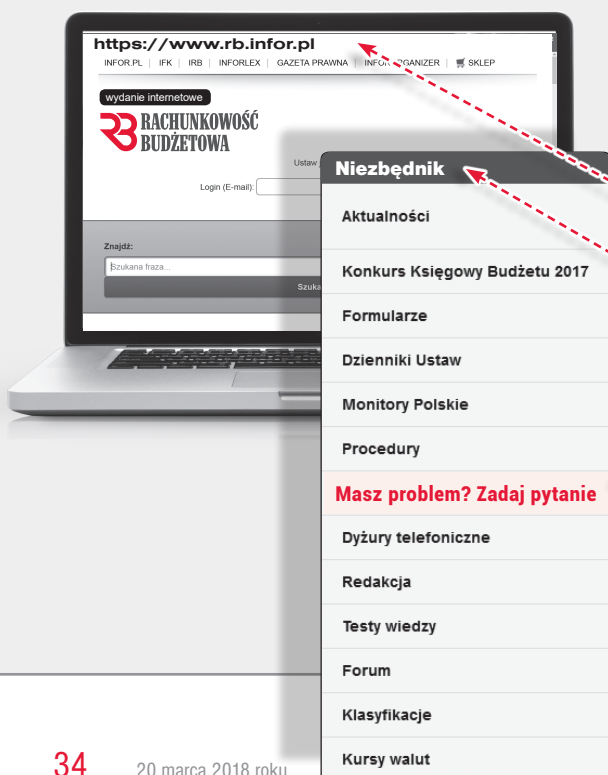 https://www.rb.infor.pl
INFOR.PL | IFK | IRB | INFORLEX | GAZETA PRAWNA | INFOR ORGANIZER | SKLEP
wydanie internetowe
RB RACHUNKOWOŚĆ
BUDŻETOWA
Ustaw
Login (E-mail):
Znajdź:
Szukana fraza...
Niezbędnik
Aktualności
Konkurs Księgowy Budżetu 2017
Formularze
Dzienniki Ustaw
Monitory Polskie
Procedury
Masz problem? Zadaj pytanie
Dyżury telefoniczne
Redakcja
Testy wiedzy
Forum
Klasyfikacje
Kursy walut
34
20 marca 2018 roku